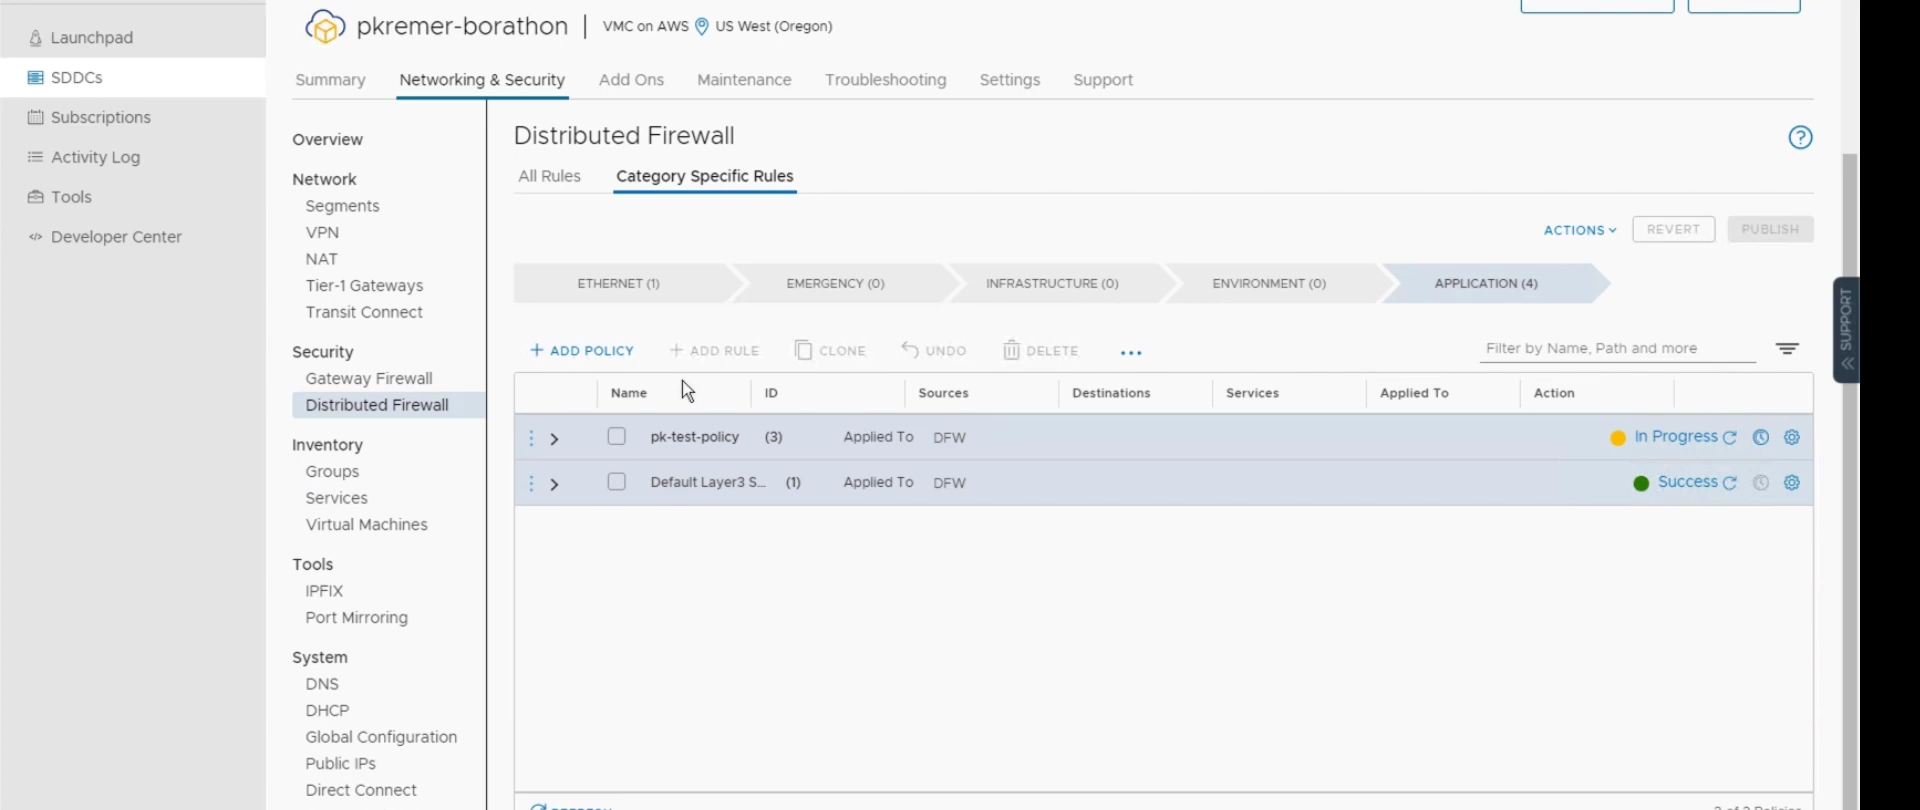 pkremer-borathon
VMC on AWS US West (Oregon)
Launchpad
SDDCs
Subscriptions
Activity Log
Tools
Developer Center
Summary Networking & Security Add Ons Maintenance Troubleshooting Settings Support
Overview
Network
Segments
VPN
NAT
Tier-1 Gateways
Transit Connect
Security
Gateway Firewall
Distributed Firewall
Inventory
Groups
Services
Virtual Machines
Tools
IPFIX
Port Mirroring
System
DNS
DHCP
Global Configuration
Public IPs
Direct Connect
Distributed Firewall
All Rules Category Specific Rules
ACTIONS REVERT PUBLISH
ETHERNET (1) EMERGENCY (0) INFRASTRUCTURE (0) ENVIRONMENT (0) APPLICATION (4)
+ ADD POLICY + ADD RULE CLONE UNDO DELETE ... Filter by Name, Path and more
Name ID Sources Destinations Services Applied To Action
pk-test-policy (3) Applied To DFW In Progress
Default Layer3 S... (1) Applied To DFW Success
SUPPORT